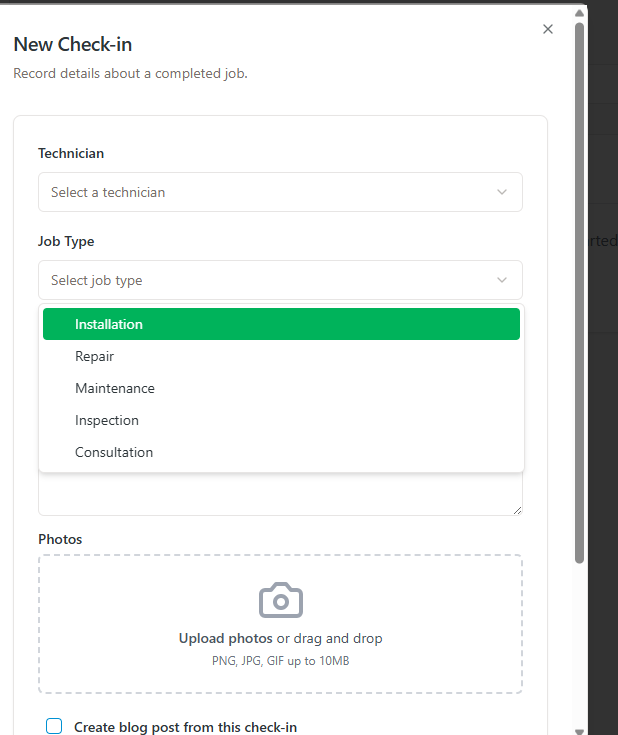 New Check-in
Record details about a completed job.
Technician
Select a technician
Job Type
Select job type
Installation
Repair
Maintenance
Inspection
Consultation
Photos
Upload photos or drag and drop
PNG, JPG, GIF up to 10MB
Create blog post from this check-in